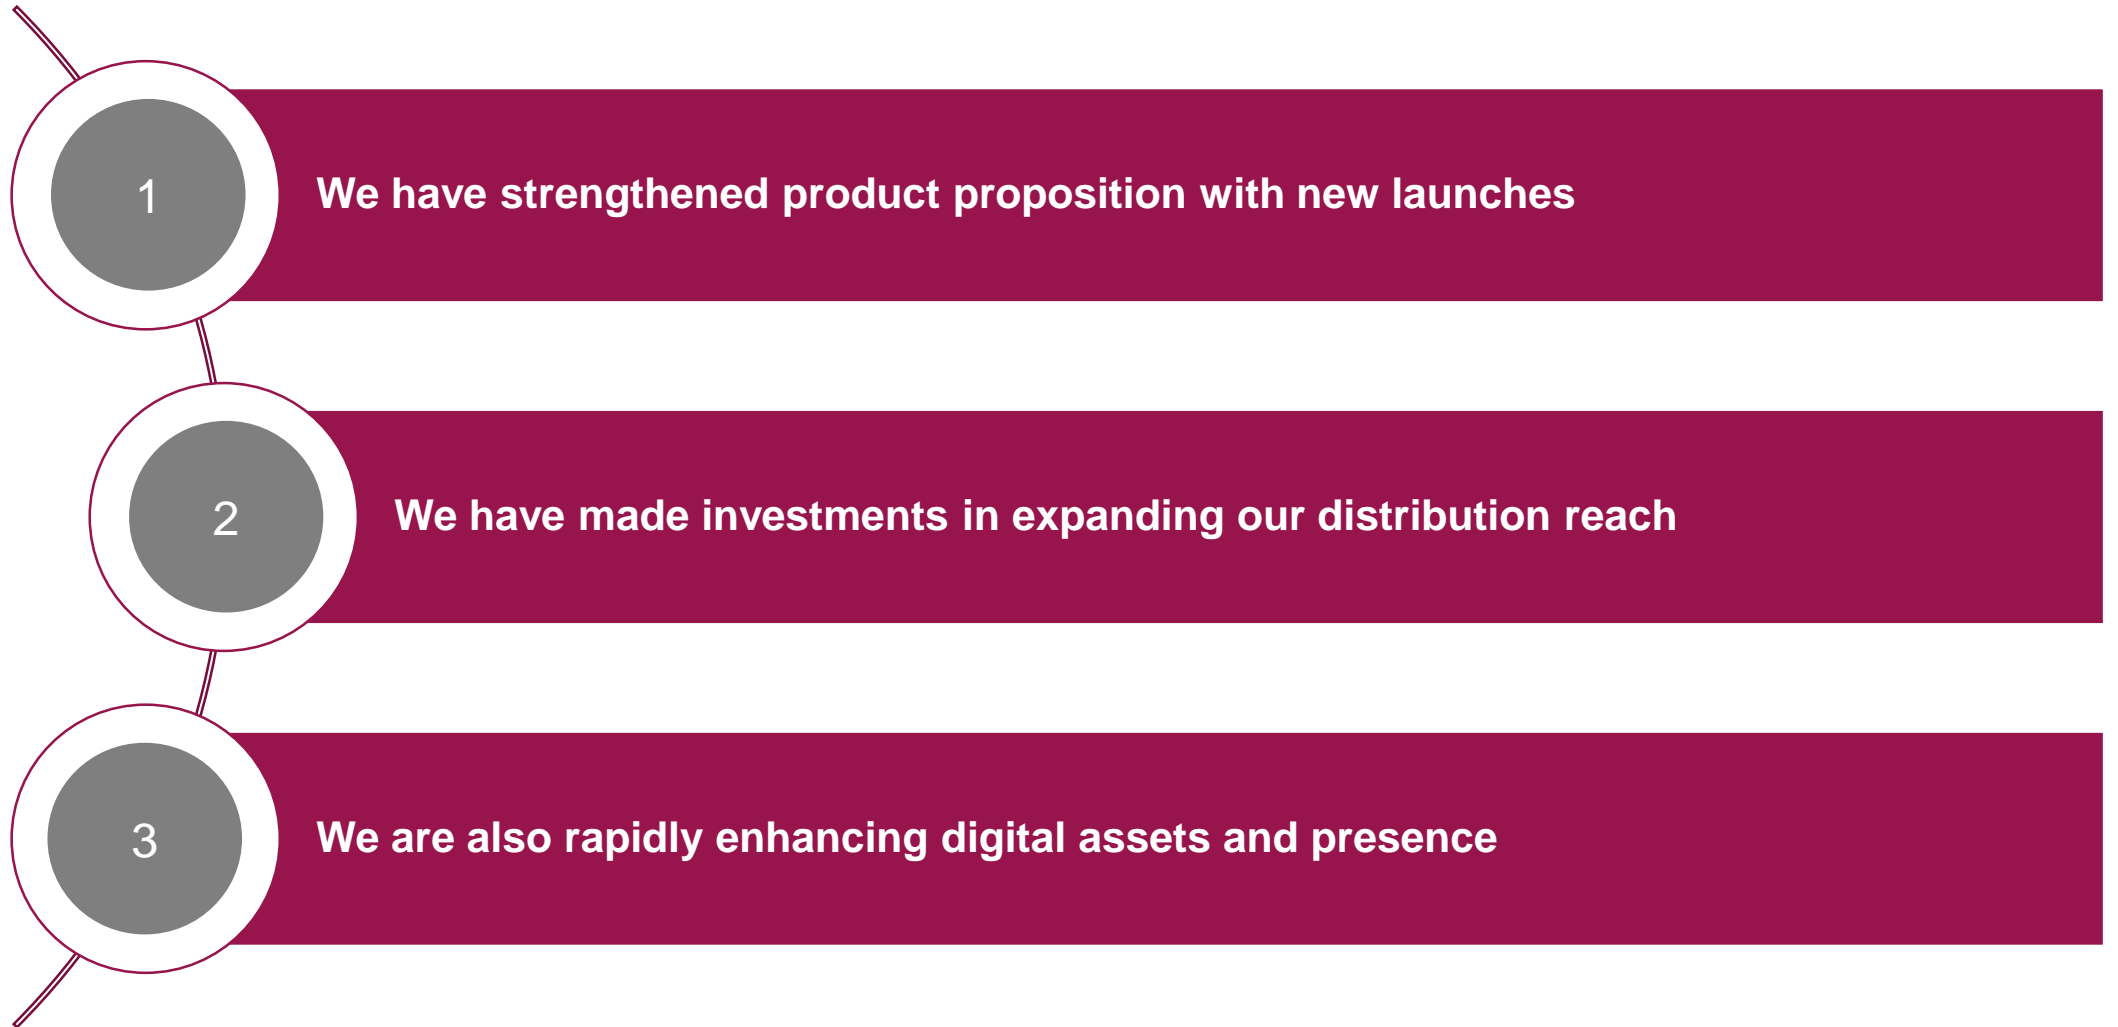 1
We have strengthened product proposition with new launches
2
We have made investments in expanding our distribution reach
3
We are also rapidly enhancing digital assets and presence